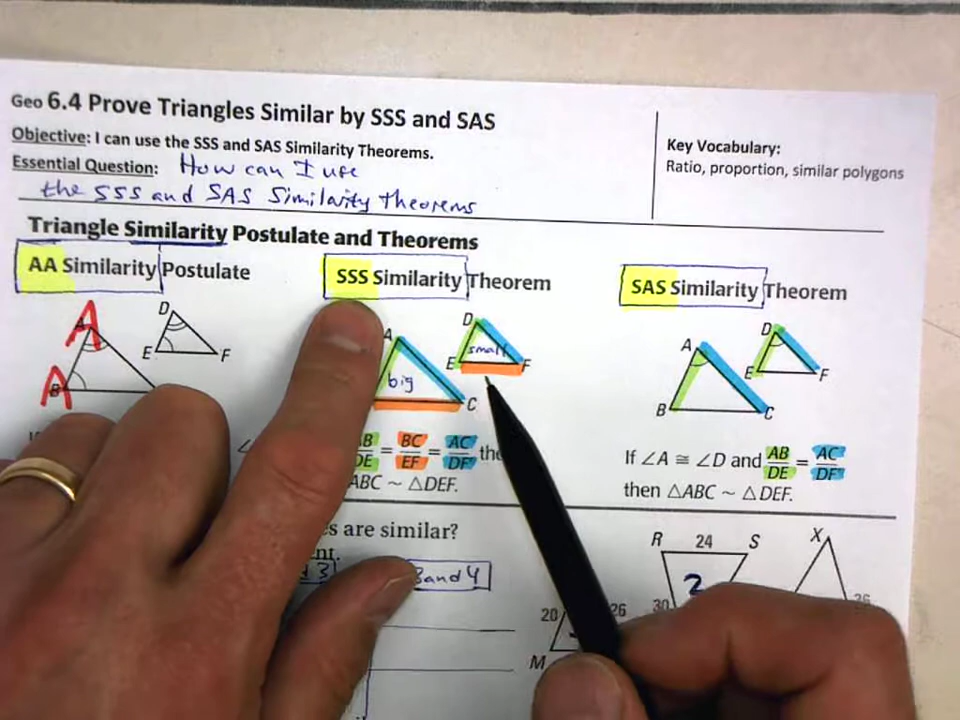 Geo 6.4 Prove Triangles Similar by SSS and SAS
Objective: I can use the SSS and SAS Similarity Theorems.
Essential Question: How can I use
the SSS and SAS Similarity Theorems
Key Vocabulary:
Ratio, proportion, similar polygons
Triangle Similarity Postulate and Theorems
AA Similarity Postulate
SSS Similarity Theorem
SAS Similarity Theorem
A
A
B
D
E F
A
big
C
D
small
E F
A
B C
D
E F
BC/EF = AC/DF
ABC ~ △DEF.
If ∠A ≅ ∠D and AB/DE = AC/DF
then △ABC ~ △DEF.
are similar?
and 4
20 26
M
R 24 S
30 2
X